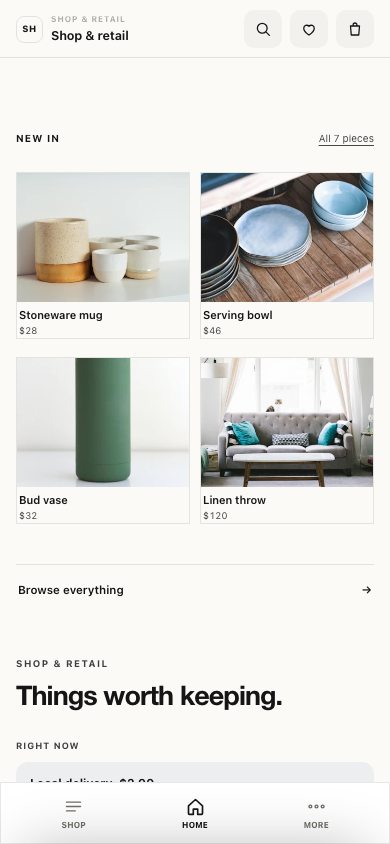 SH
SHOP & RETAIL
Shop & retail
NEW IN
All 7 pieces
Stoneware mug
$28
Serving bowl
$46
Bud vase
$32
Linen throw
$120
Browse everything
SHOP & RETAIL
Things worth keeping.
RIGHT NOW
SHOP
HOME
MORE